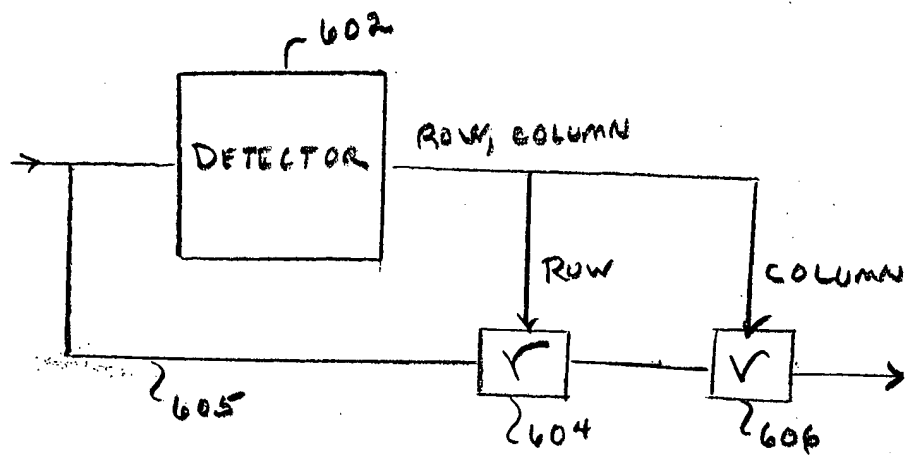 602
DETECTOR
ROW, COLUMN
ROW
COLUMN
r
V
605
604
606